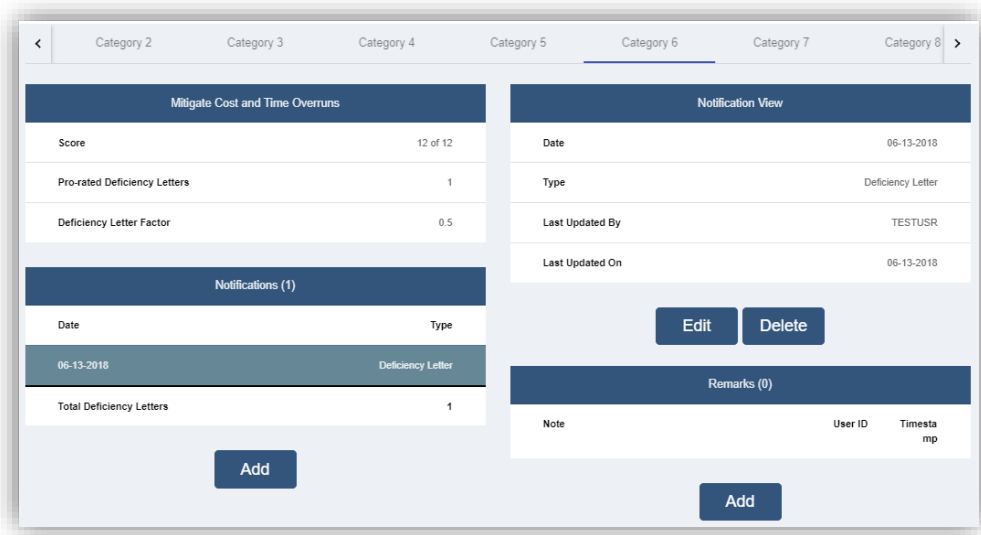 Category 2 Category 3 Category 4 Category 5 Category 6 Category 7 Category 8
Mitigate Cost and Time Overruns
Score 12 of 12
Pro-rated Deficiency Letters 1
Deficiency Letter Factor 0.5
Notifications (1)
Date Type
06-13-2018 Deficiency Letter
Total Deficiency Letters 1
Add
Notification View
Date 06-13-2018
Type Deficiency Letter
Last Updated By TESTUSR
Last Updated On 06-13-2018
Edit Delete
Remarks (0)
Note User ID Timesta
mp
Add